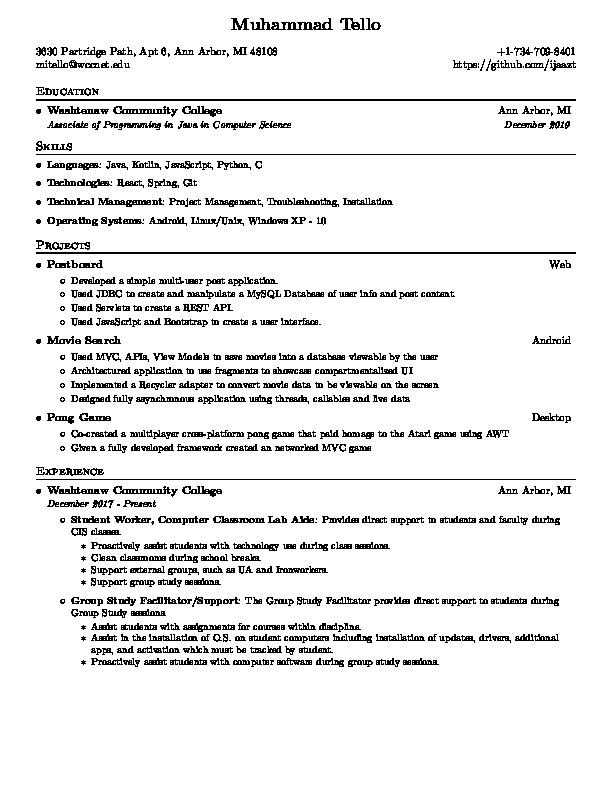 Muhammad Tello
3630 Partridge Path, Apt 6, Ann Arbor, MI 48108
+1-734-709-8401
mitello@wccnet.edu
https://github.com/ijaazt
Education
• Washtenaw Community College
Ann Arbor, MI
Associate of Programming in Java in Computer Science
December 2019
Skills
• Languages: Java, Kotlin, JavaScript, Python, C
• Technologies: React, Spring, Git
• Technical Management: Project Management, Troubleshooting, Installation
• Operating Systems: Android, Linux/Unix, Windows XP - 10
Projects
• Postboard
Web
◦ Developed a simple multi-user post application.
◦ Used JDBC to create and manipulate a MySQL Database of user info and post content.
◦ Used Servlets to create a REST API.
◦ Used JavaScript and Bootstrap to create a user interface.
• Movie Search
Android
◦ Used MVC, APIs, View Models to save movies into a database viewable by the user
◦ Architectured application to use fragments to showcase compartmentalized UI
◦ Implemented a Recycler adapter to convert movie data to be viewable on the screen
◦ Designed fully asynchronous application using threads, callables and live data
• Pong Game
Desktop
◦ Co-created a multiplayer cross-platform pong game that paid homage to the Atari game using AWT
◦ Given a fully developed framework created an networked MVC game
Experience
• Washtenaw Community College
Ann Arbor, MI
December 2017 - Present
◦ Student Worker, Computer Classroom Lab Aide: Provides direct support to students and faculty during
CIS classes.
∗ Proactively assist students with technology use during class sessions.
∗ Clean classrooms during school breaks.
∗ Support external groups, such as UA and Ironworkers.
∗ Support group study sessions.
◦ Group Study Facilitator/Support: The Group Study Facilitator provides direct support to students during
Group Study sessions
∗ Assist students with assignments for courses within discipline.
∗ Assist in the installation of O.S. on student computers including installation of updates, drivers, additional
apps, and activation which must be tracked by student.
∗ Proactively assist students with computer software during group study sessions.